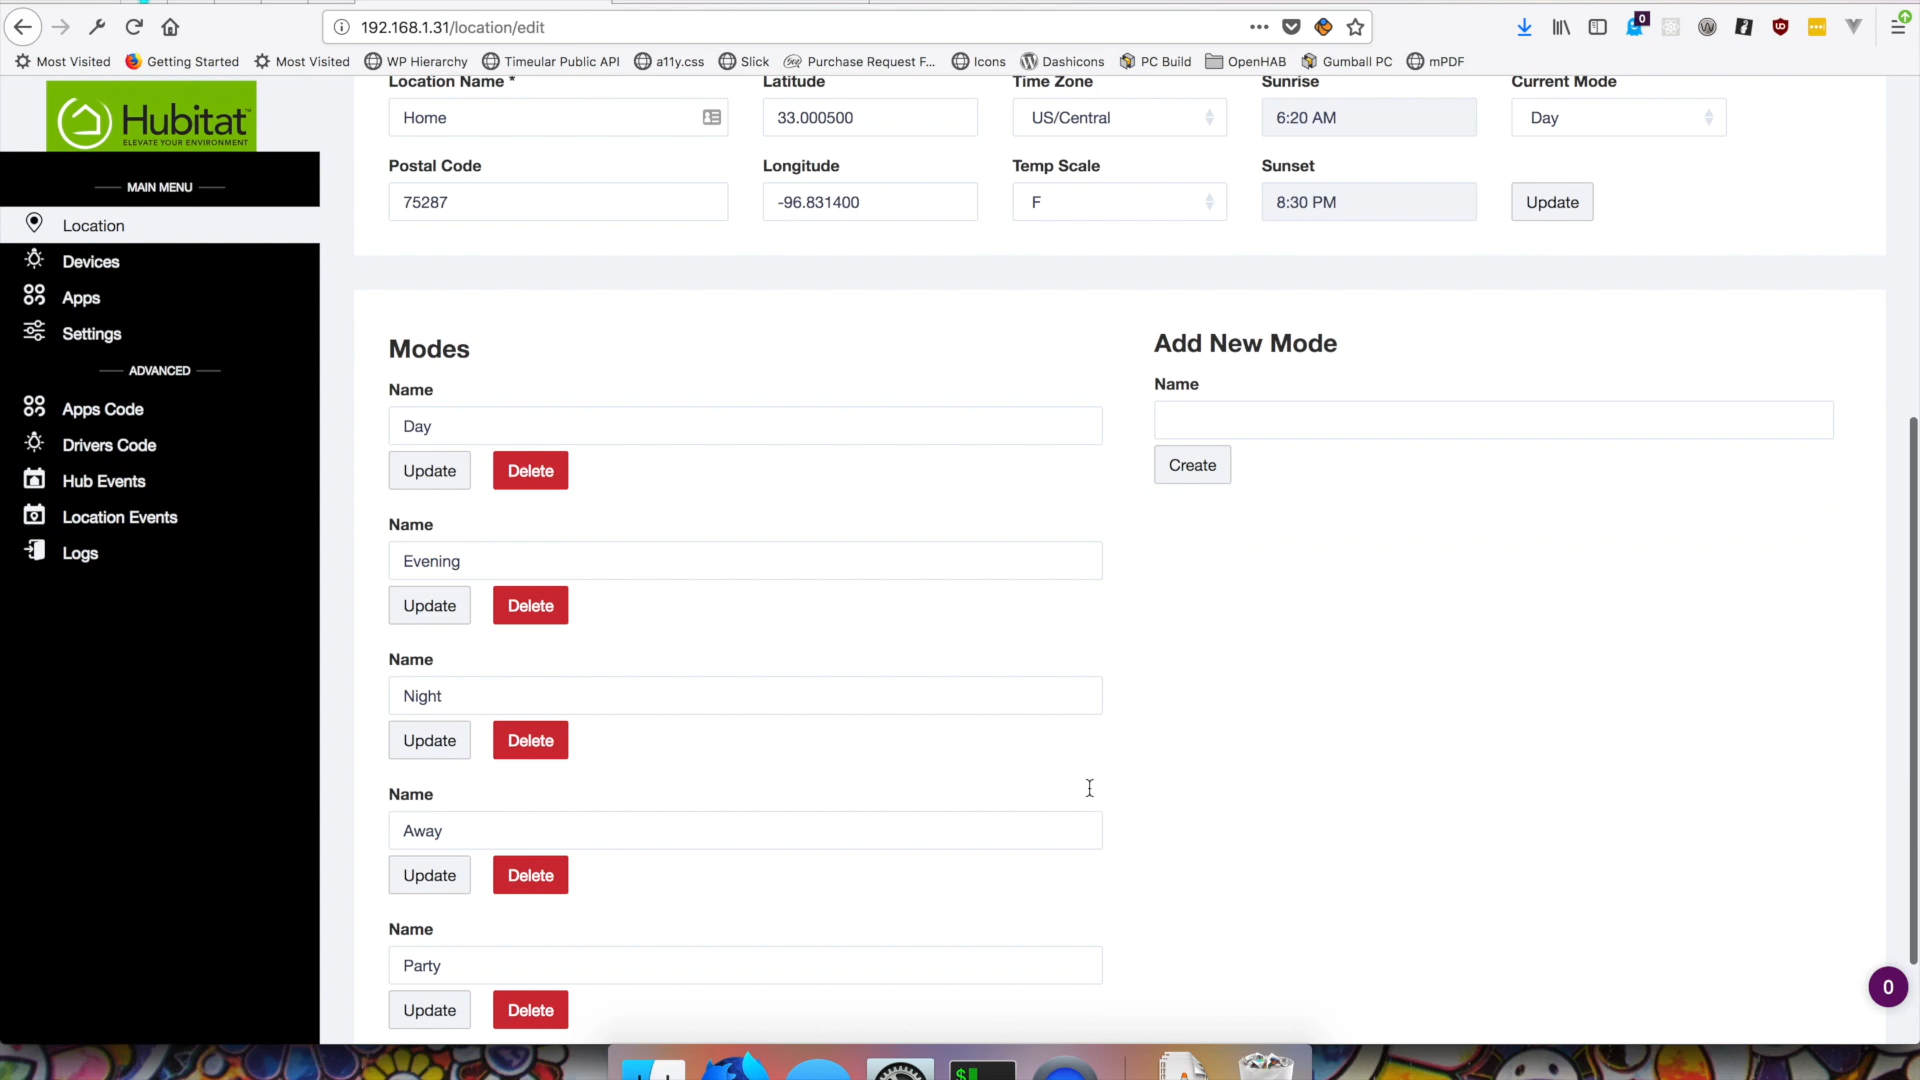 192.168.1.31/location/edit
0
Most Visited
Getting Started
Most Visited
WP Hierarchy
Timeular Public API
a11y.css
Slick
Purchase Request F...
Icons
Dashicons
PC Build
OpenHAB
Gumball PC
mPDF
Hubitat™
ELEVATE YOUR ENVIRONMENT
MAIN MENU
Location
Devices
Apps
Settings
ADVANCED
Apps Code
Drivers Code
Hub Events
Location Events
Logs
Location Name *
Latitude
Time Zone
Sunrise
Current Mode
Home
33.000500
US/Central
6:20 AM
Day
Postal Code
Longitude
Temp Scale
Sunset
75287
-96.831400
F
8:30 PM
Update
Modes
Name
Day
Update
Delete
Name
Evening
Update
Delete
Name
Night
Update
Delete
Name
Away
Update
Delete
Name
Party
Update
Delete
Add New Mode
Name
Create
0
$